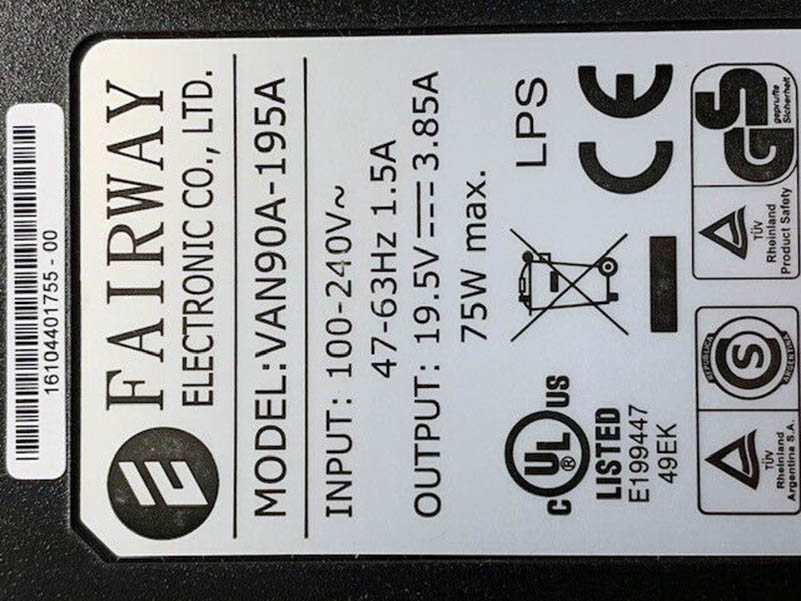 16104401755 - 00
FAIRWAY
ELECTRONIC CO., LTD.
MODEL:VAN90A-195A
INPUT: 100-240V~
47-63Hz 1.5A
OUTPUT: 19.5V⎓3.85A
75W max.
LPS
CE
C UL US
®
LISTED
E199447
49EK
TÜV
Rheinland
Product Safety
GS
geprüfte
Sicherheit
TÜV
Rheinland
Argentina S.A.
REPUBLICA
S
ARGENTINA